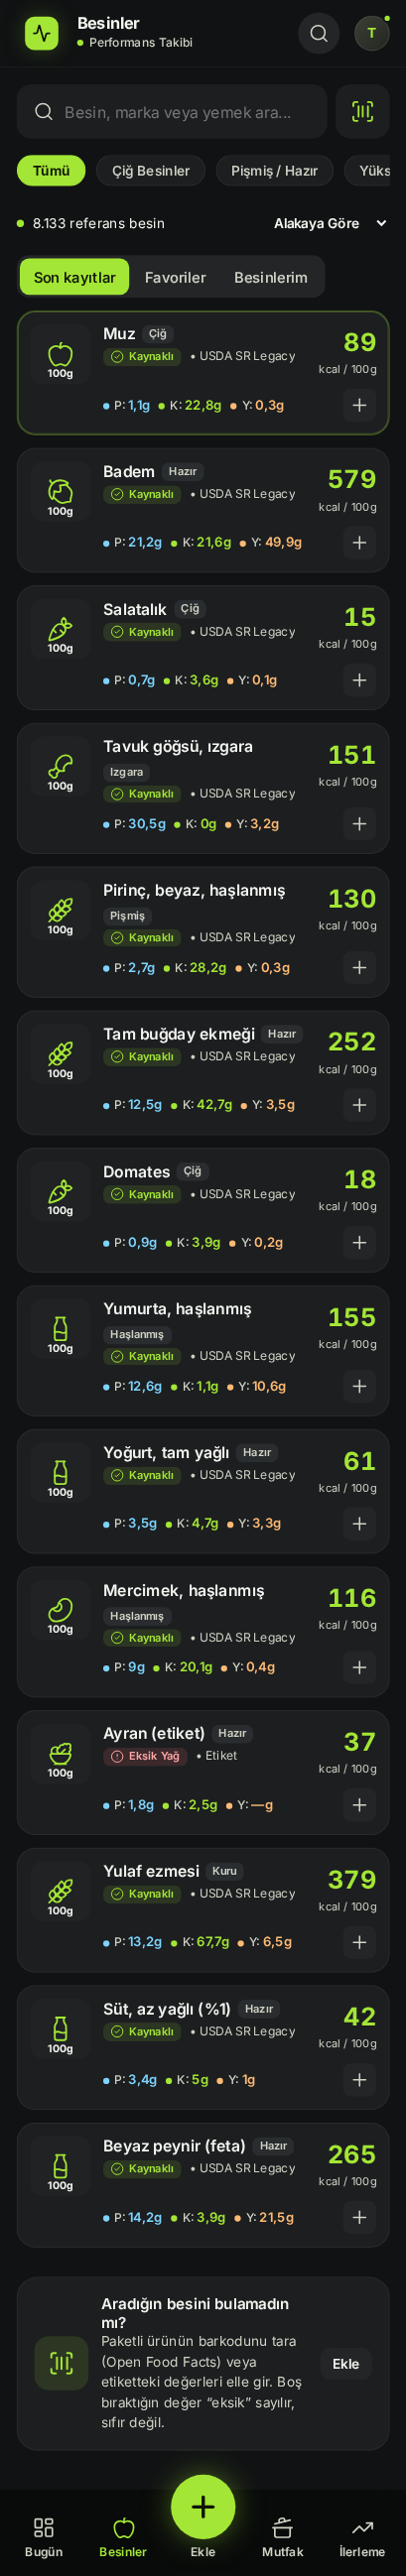 Besinler
Performans Takibi
T
Besin, marka veya yemek ara...
Tümü
Çiğ Besinler
Pişmiş / Hazır
Yüks
8.133 referans besin
Alakaya Göre
Son kayıtlar
Favoriler
Besinlerim
Muz Çiğ
89
100g
Kaynaklı • USDA SR Legacy
kcal / 100g
P: 1,1g K: 22,8g Y: 0,3g
Badem Hazır
579
100g
Kaynaklı • USDA SR Legacy
kcal / 100g
P: 21,2g K: 21,6g Y: 49,9g
Salatalık Çiğ
15
100g
Kaynaklı • USDA SR Legacy
kcal / 100g
P: 0,7g K: 3,6g Y: 0,1g
Tavuk göğsü, ızgara
151
Izgara
100g
Kaynaklı • USDA SR Legacy
kcal / 100g
P: 30,5g K: 0g Y: 3,2g
Pirinç, beyaz, haşlanmış
130
Pişmiş
100g
Kaynaklı • USDA SR Legacy
kcal / 100g
P: 2,7g K: 28,2g Y: 0,3g
Tam buğday ekmeği Hazır
252
100g
Kaynaklı • USDA SR Legacy
kcal / 100g
P: 12,5g K: 42,7g Y: 3,5g
Domates Çiğ
18
100g
Kaynaklı • USDA SR Legacy
kcal / 100g
P: 0,9g K: 3,9g Y: 0,2g
Yumurta, haşlanmış
155
Haşlanmış
100g
Kaynaklı • USDA SR Legacy
kcal / 100g
P: 12,6g K: 1,1g Y: 10,6g
Yoğurt, tam yağlı Hazır
61
100g
Kaynaklı • USDA SR Legacy
kcal / 100g
P: 3,5g K: 4,7g Y: 3,3g
Mercimek, haşlanmış
116
Haşlanmış
100g
Kaynaklı • USDA SR Legacy
kcal / 100g
P: 9g K: 20,1g Y: 0,4g
Ayran (etiket) Hazır
37
100g
Eksik Yağ • Etiket
kcal / 100g
P: 1,8g K: 2,5g Y: —g
Yulaf ezmesi Kuru
379
100g
Kaynaklı • USDA SR Legacy
kcal / 100g
P: 13,2g K: 67,7g Y: 6,5g
Süt, az yağlı (%1) Hazır
42
100g
Kaynaklı • USDA SR Legacy
kcal / 100g
P: 3,4g K: 5g Y: 1g
Beyaz peynir (feta) Hazır
265
100g
Kaynaklı • USDA SR Legacy
kcal / 100g
P: 14,2g K: 3,9g Y: 21,5g
Aradığın besini bulamadın
mı?
Paketli ürünün barkodunu tara
(Open Food Facts) veya
etiketteki değerleri elle gir. Boş
bıraktığın değer “eksik” sayılır,
sıfır değil.
Ekle
Bugün
Besinler
Ekle
Mutfak
İlerleme